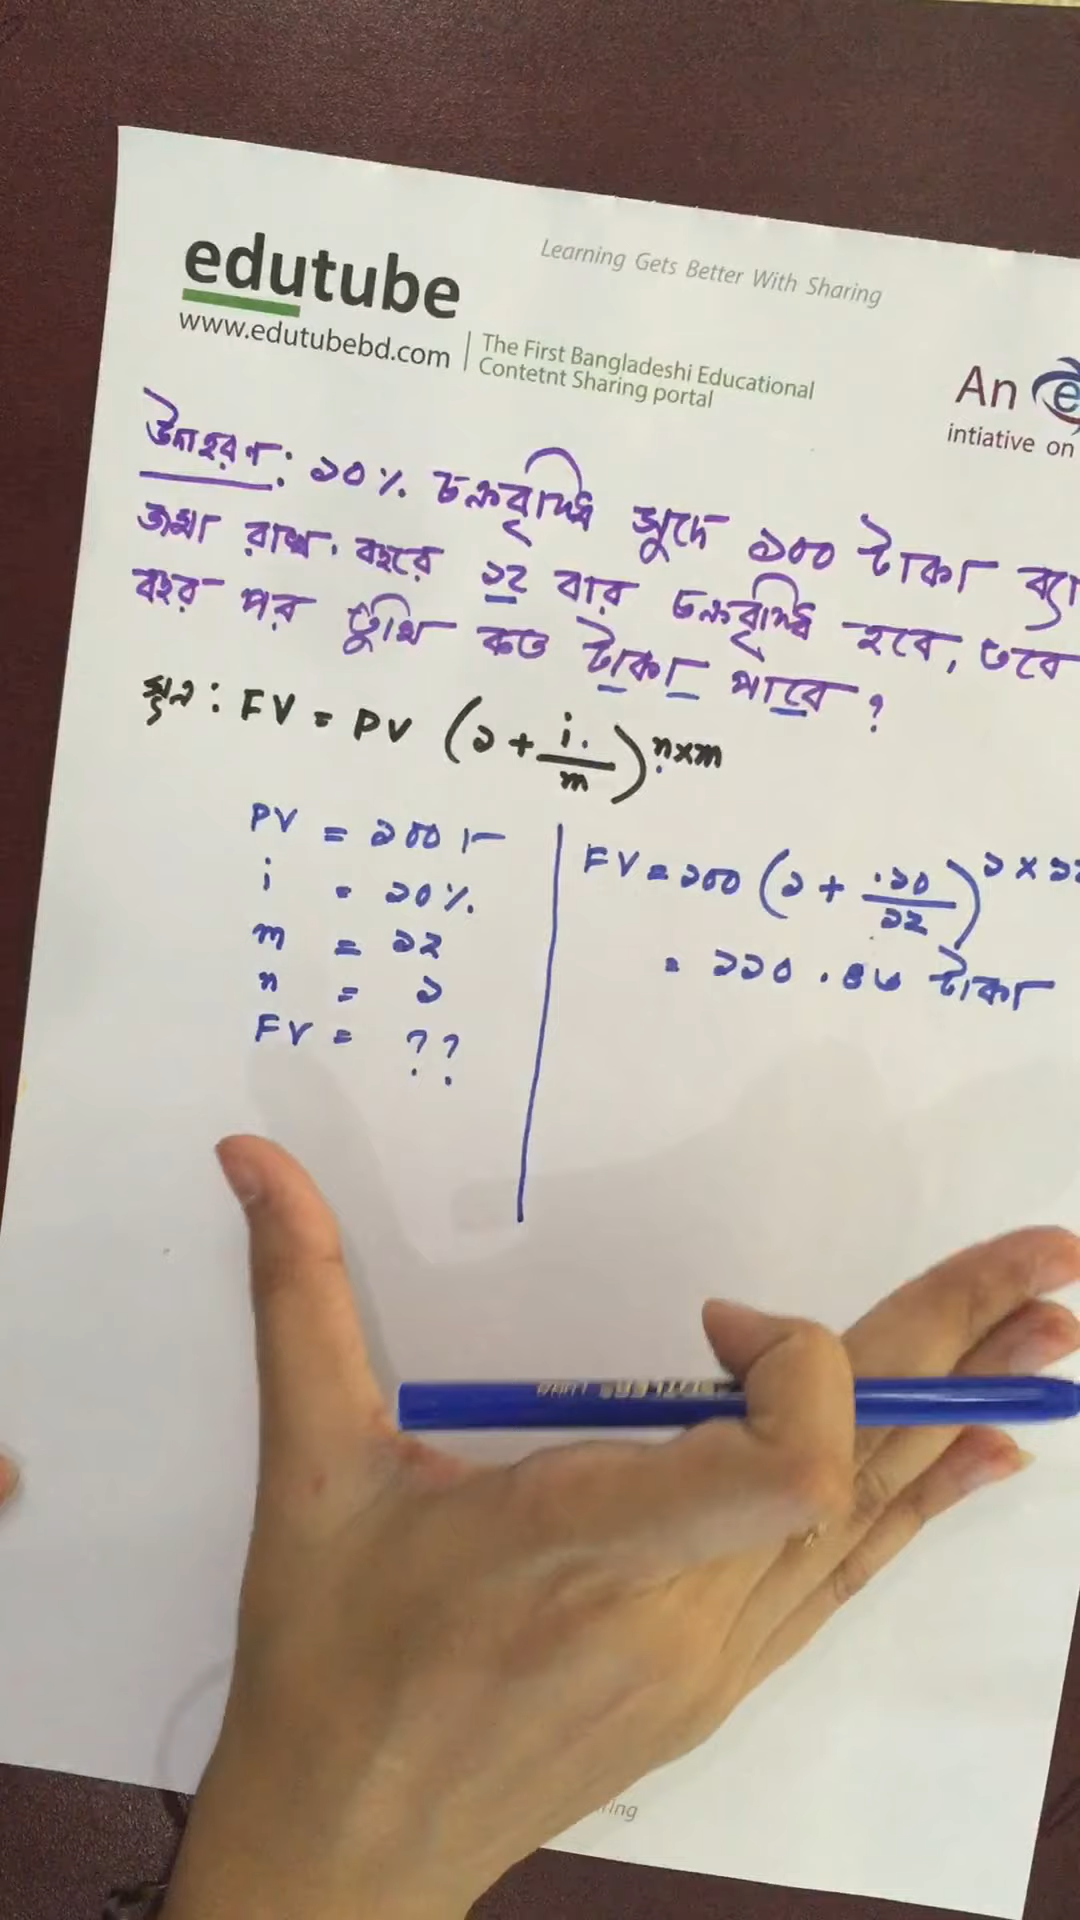 Learning Gets Better With Sharing
edutube
www.edutubebd.com
The First Bangladeshi Educational
Contetnt Sharing portal
An e
intiative on
উদাহরণ: ১০% চক্রবৃদ্ধি সুদে ১০০ টাকা ব্যা
জমা রাখ. বছরে ১২ বার চক্রবৃদ্ধি হবে, তবে
বছর পর তুমি কত টাকা পাবে?
সূত্র: FV = PV (১ + i/m)^n×m
PV = ১০০ /-
i = ১০%.
m = ১২
n = ১
FV = ??
FV = ১০০ (১ + .১০/১২)^১ × ১২
= ১১০.৪৬ টাকা